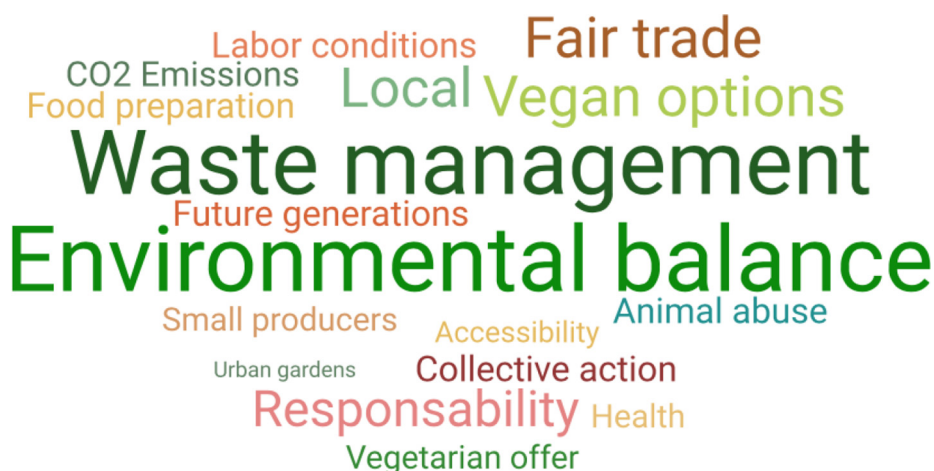 Fair trade
Labor conditions
CO2 Emissions
Local
Vegan options
Food preparation
Waste management
Future generations
Environmental balance
Small producers
Animal abuse
Accessibility
Urban gardens
Collective action
Responsability
Health
Vegetarian offer